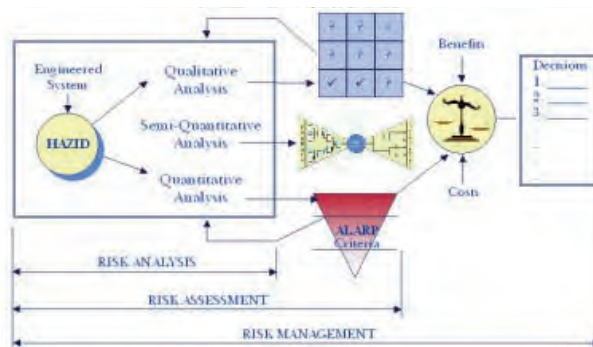 Engineered
System
HAZID
Qualitative
Analysis
Semi-Quantitative
Analysis
Quantitative
Analysis
ALARP
Criteria
Benefits
Costs
Decisions
1
2
3
RISK ANALYSIS
RISK ASSESSMENT
RISK MANAGEMENT